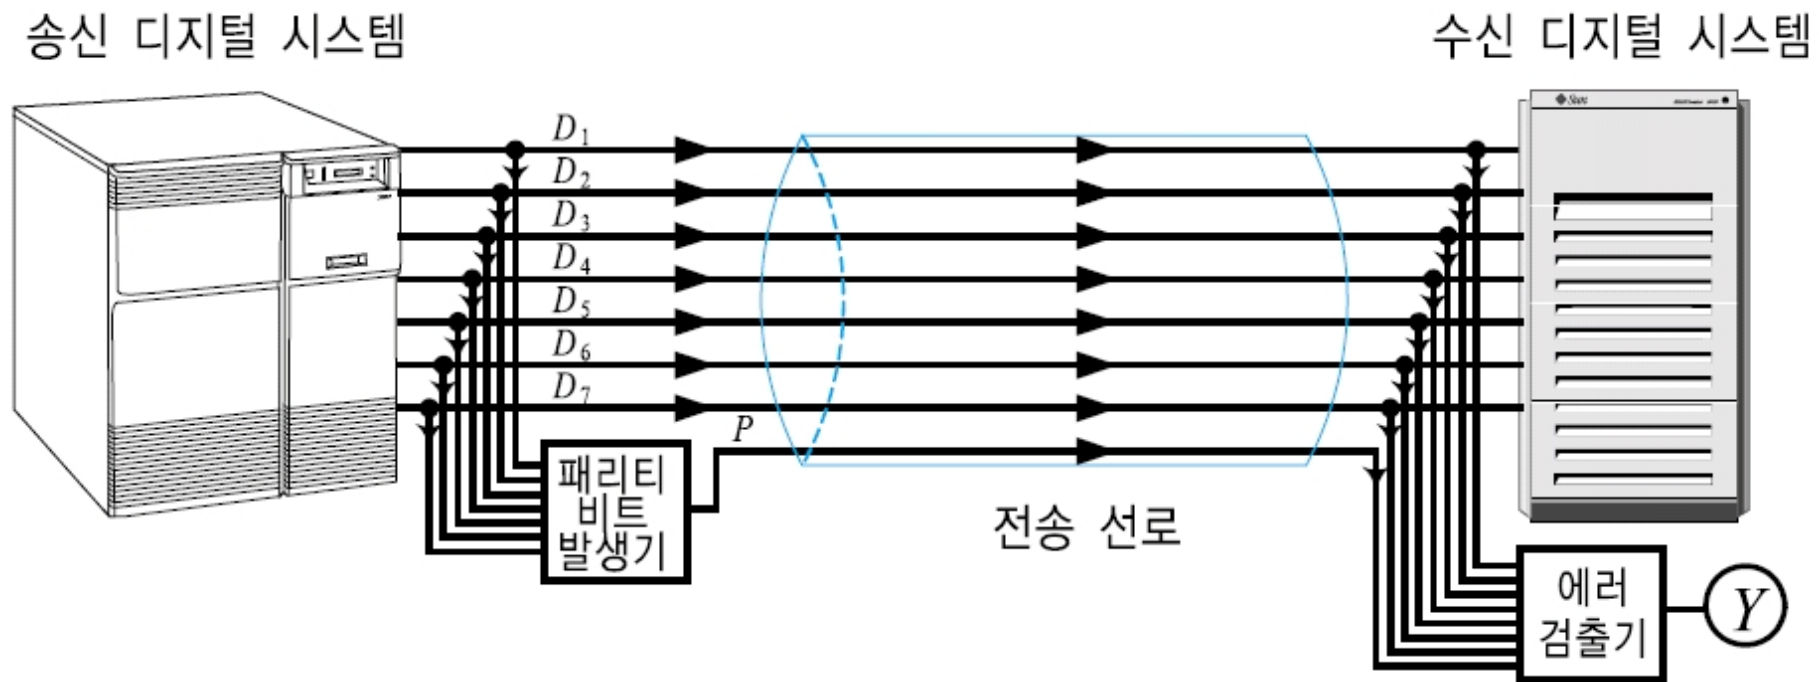 송신 디지털 시스템
수신 디지털 시스템
Sun
D1
D2
D3
D4
D5
D6
D7
P
패리티
비트
발생기
전송 선로
에러
검출기
Y